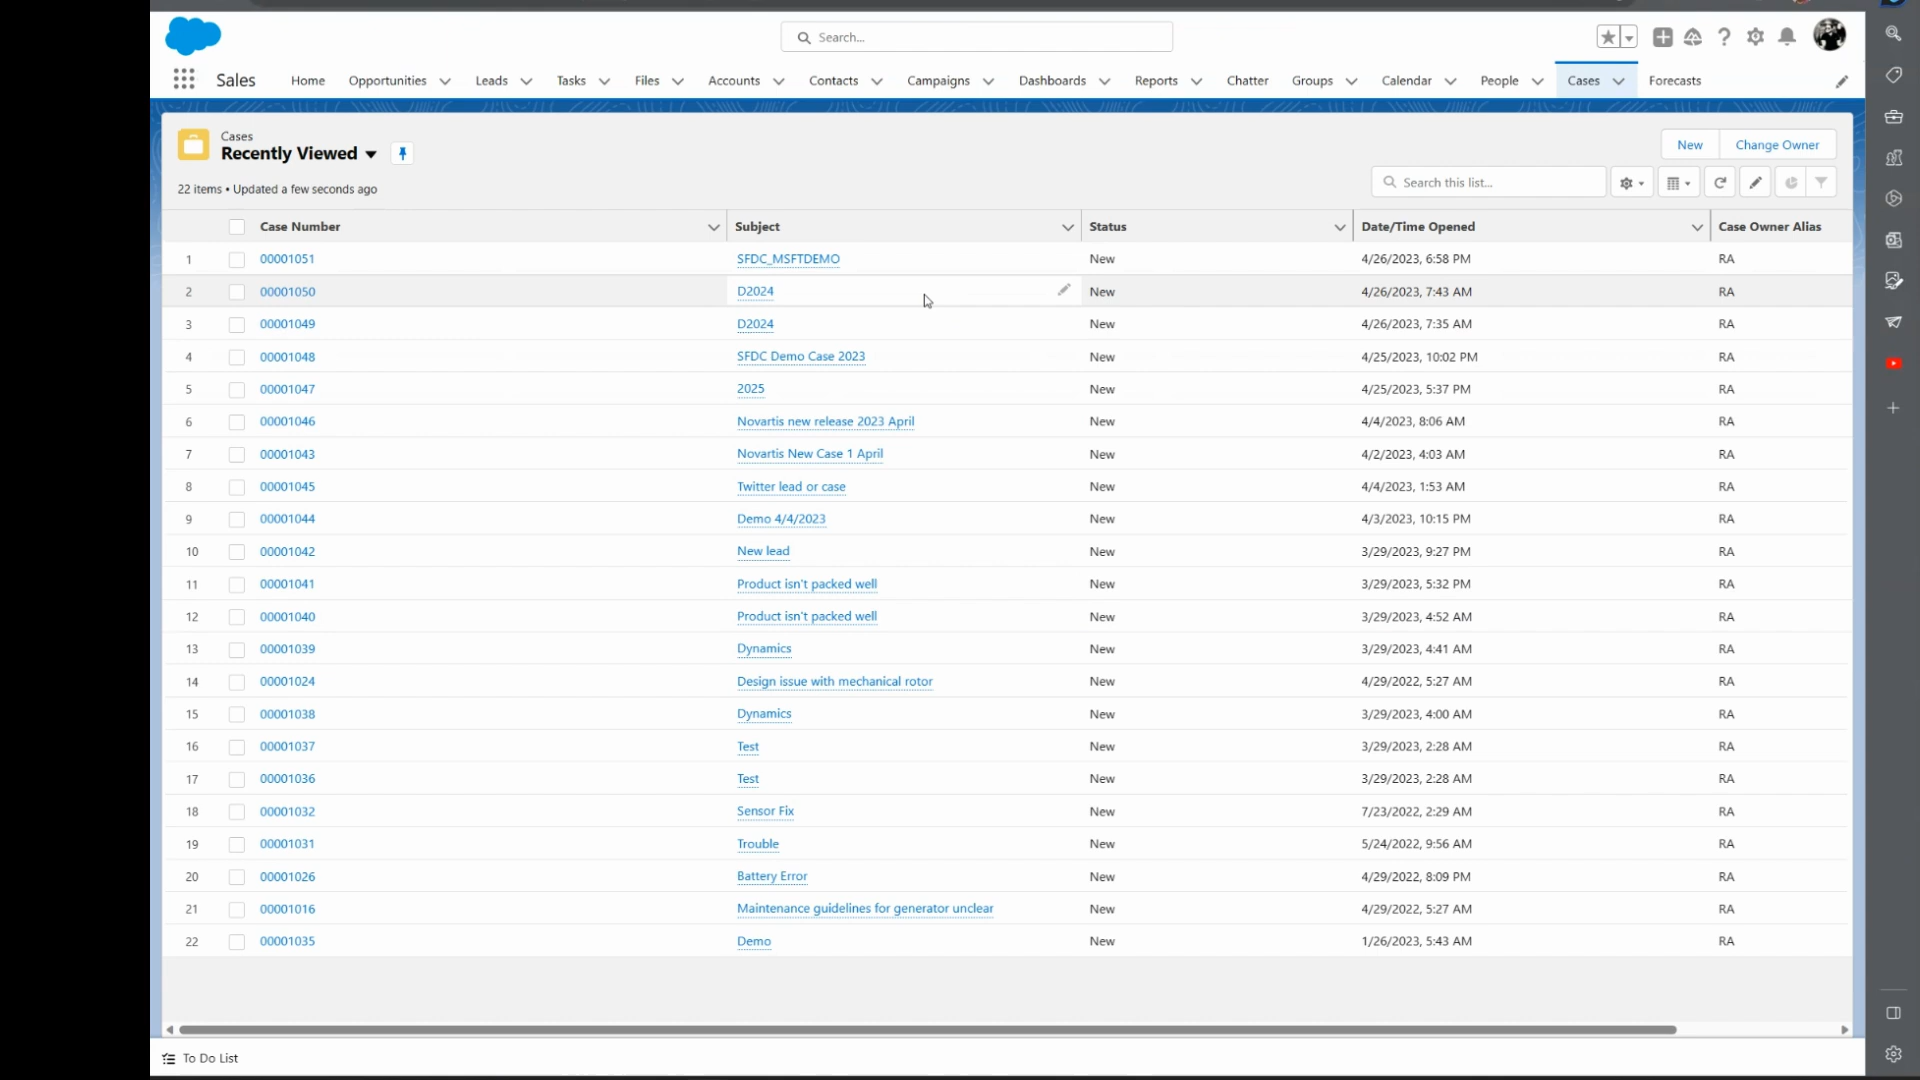 Search...
Sales Home Opportunities Leads Tasks Files Accounts Contacts Campaigns Dashboards Reports Chatter Groups Calendar People Cases Forecasts
Cases
Recently Viewed
New Change Owner
22 items • Updated a few seconds ago
Search this list...
Case Number Subject Status Date/Time Opened Case Owner Alias
1 00001051 SFDC_MSFTDEMO New 4/26/2023, 6:58 PM RA
2 00001050 D2024 New 4/26/2023, 7:43 AM RA
3 00001049 D2024 New 4/26/2023, 7:35 AM RA
4 00001048 SFDC Demo Case 2023 New 4/25/2023, 10:02 PM RA
5 00001047 2025 New 4/25/2023, 5:37 PM RA
6 00001046 Novartis new release 2023 April New 4/4/2023, 8:06 AM RA
7 00001043 Novartis New Case 1 April New 4/2/2023, 4:03 AM RA
8 00001045 Twitter lead or case New 4/4/2023, 1:53 AM RA
9 00001044 Demo 4/4/2023 New 4/3/2023, 10:15 PM RA
10 00001042 New lead New 3/29/2023, 9:27 PM RA
11 00001041 Product isn't packed well New 3/29/2023, 5:32 PM RA
12 00001040 Product isn't packed well New 3/29/2023, 4:52 AM RA
13 00001039 Dynamics New 3/29/2023, 4:41 AM RA
14 00001024 Design issue with mechanical rotor New 4/29/2022, 5:27 AM RA
15 00001038 Dynamics New 3/29/2023, 4:00 AM RA
16 00001037 Test New 3/29/2023, 2:28 AM RA
17 00001036 Test New 3/29/2023, 2:28 AM RA
18 00001032 Sensor Fix New 7/23/2022, 2:29 AM RA
19 00001031 Trouble New 5/24/2022, 9:56 AM RA
20 00001026 Battery Error New 4/29/2022, 8:09 PM RA
21 00001016 Maintenance guidelines for generator unclear New 4/29/2022, 5:27 AM RA
22 00001035 Demo New 1/26/2023, 5:43 AM RA
To Do List